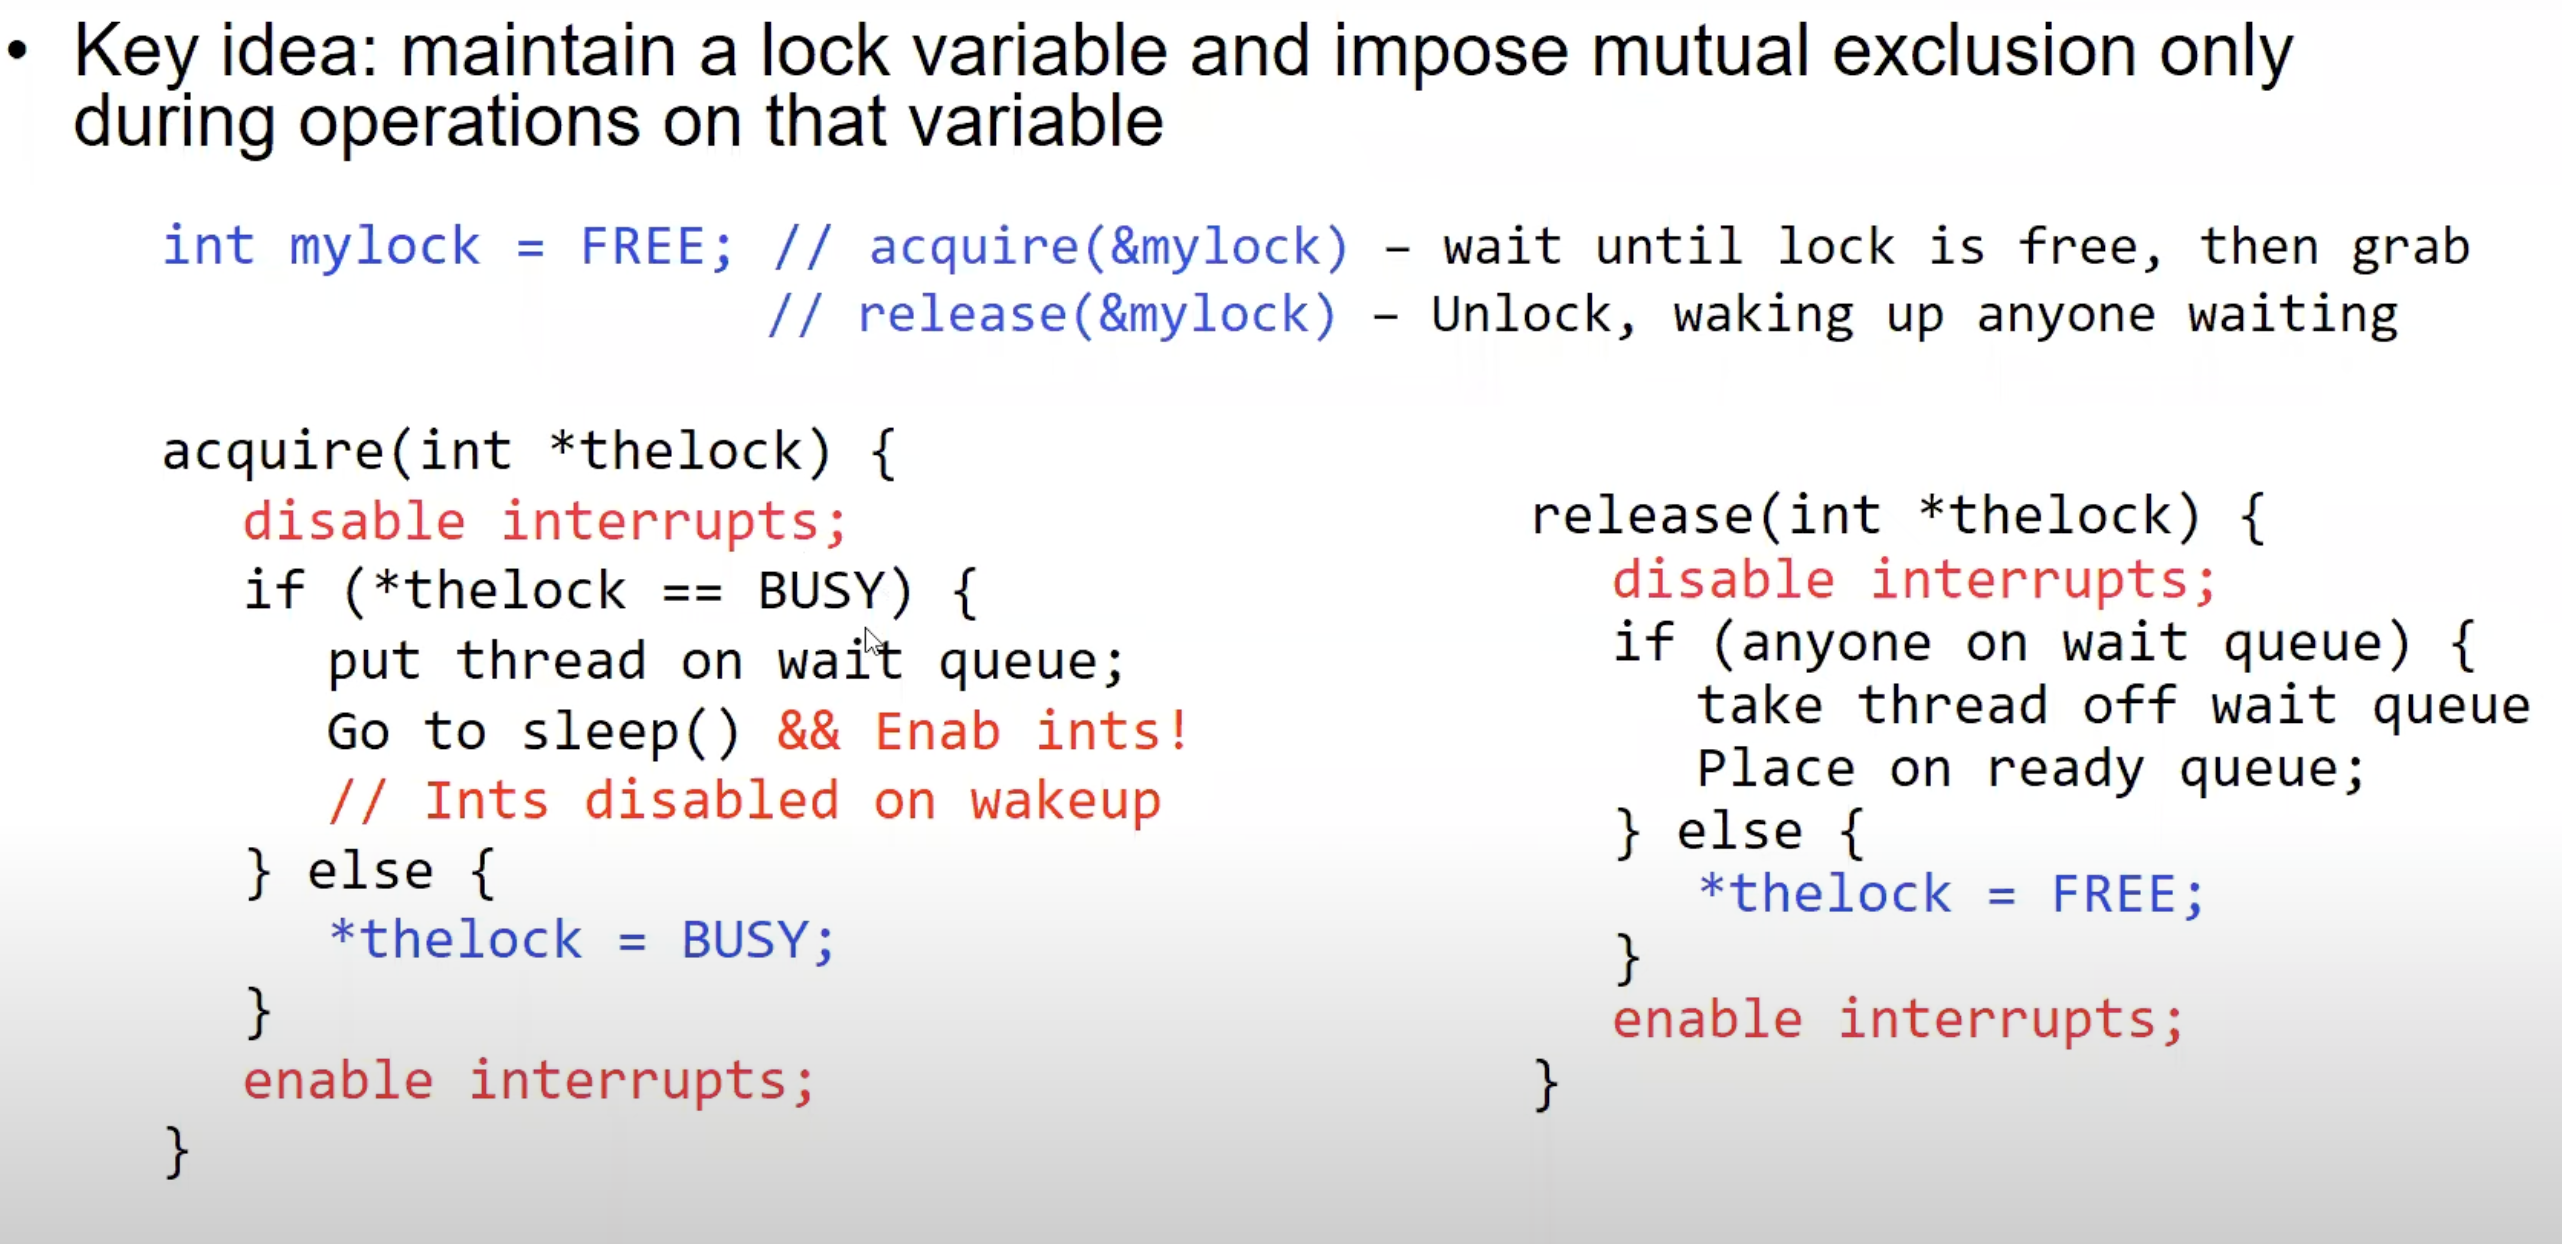 • Key idea: maintain a lock variable and impose mutual exclusion only
during operations on that variable
int mylock = FREE; // acquire(&mylock) – wait until lock is free, then grab
// release(&mylock) – Unlock, waking up anyone waiting
acquire(int *thelock) {
disable interrupts;
if (*thelock == BUSY) {
put thread on wait queue;
Go to sleep() && Enab ints!
// Ints disabled on wakeup
} else {
*thelock = BUSY;
}
enable interrupts;
}
release(int *thelock) {
disable interrupts;
if (anyone on wait queue) {
take thread off wait queue
Place on ready queue;
} else {
*thelock = FREE;
}
enable interrupts;
}